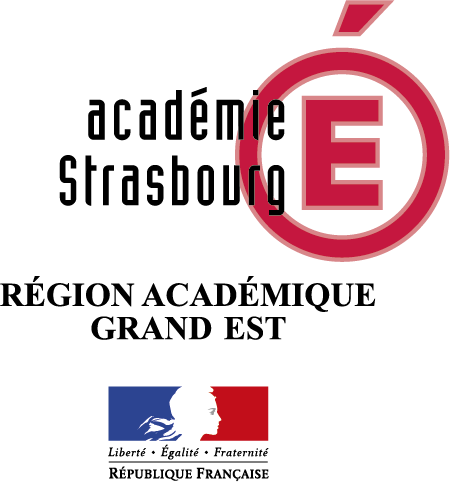 académie
Strasbourg
É
RÉGION ACADÉMIQUE
GRAND EST
Liberté • Égalité • Fraternité
RÉPUBLIQUE FRANÇAISE